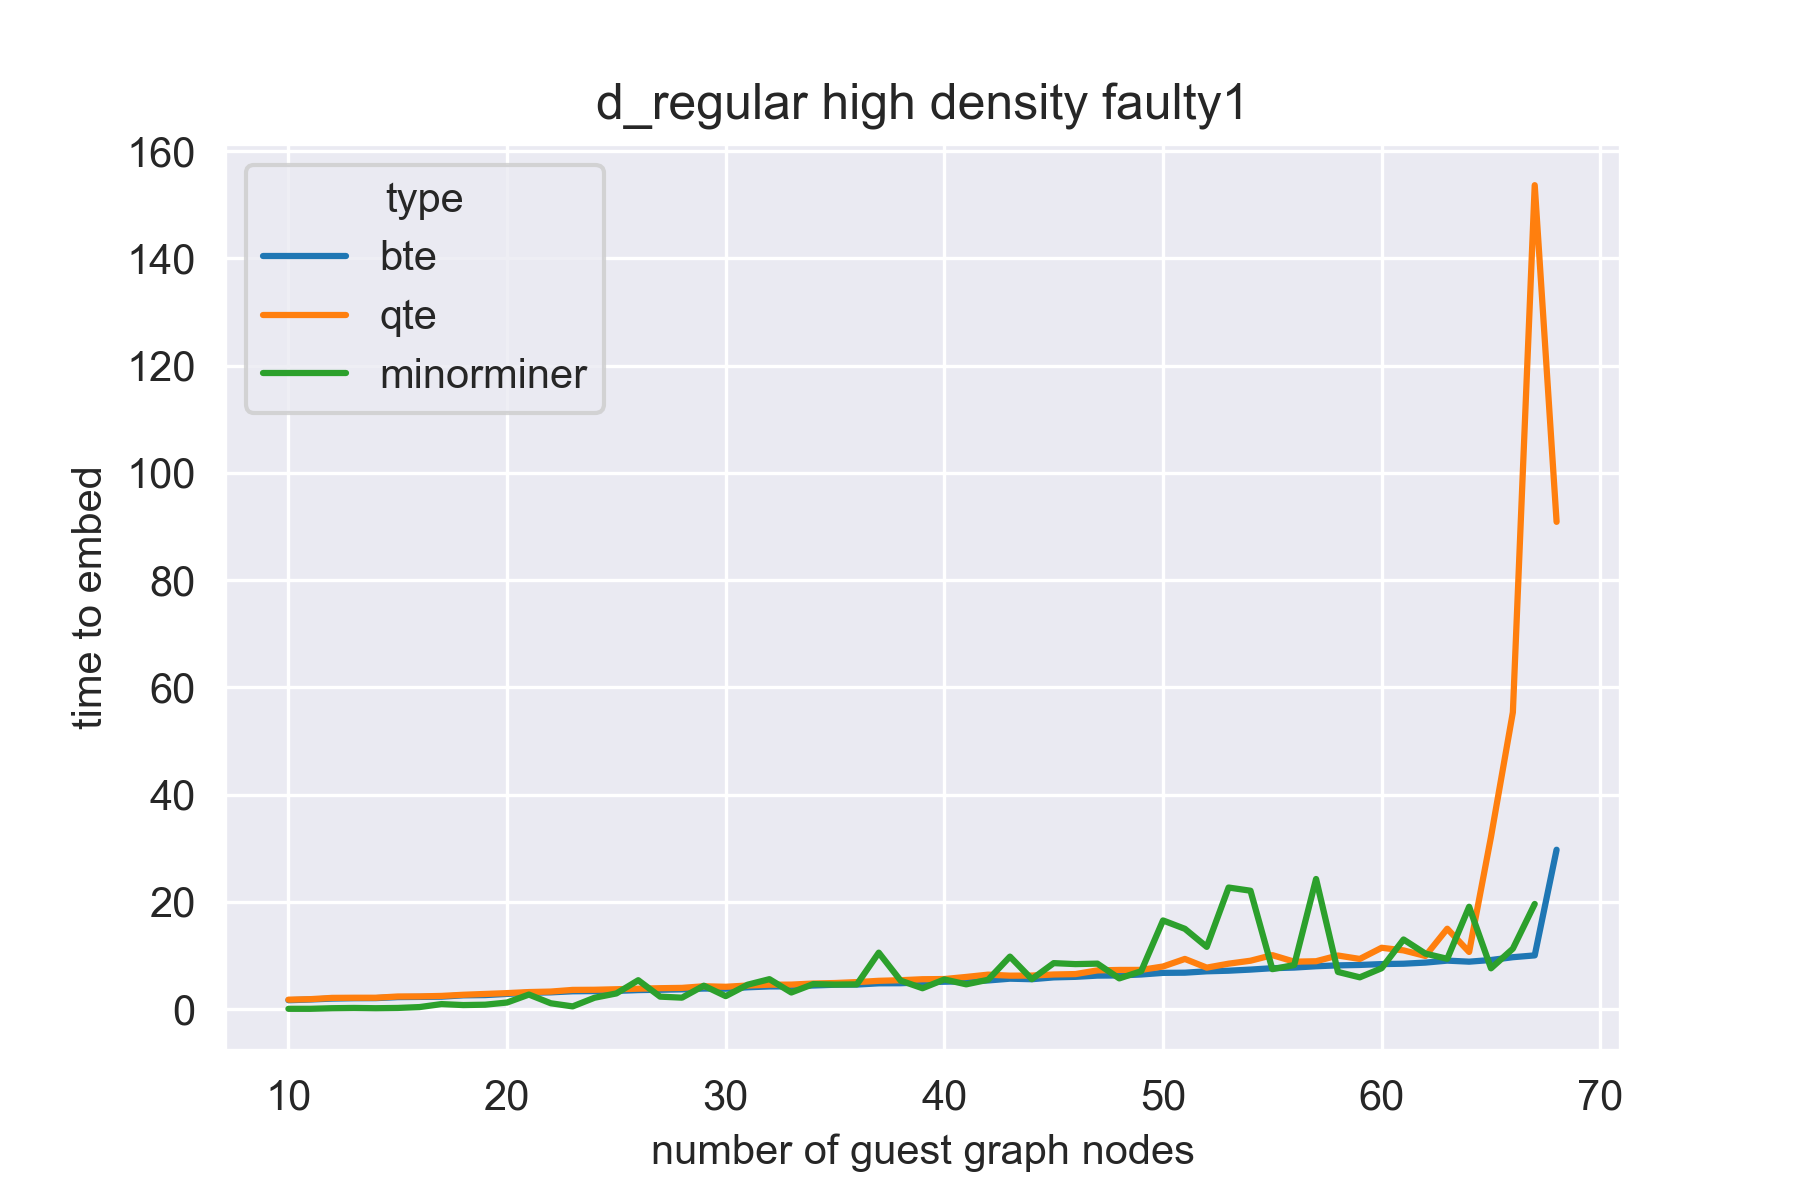 d_regular high density faulty1
160
140
120
100
80
60
40
20
0
time to embed
type
bte
qte
minorminer
10 20 30 40 50 60 70
number of guest graph nodes